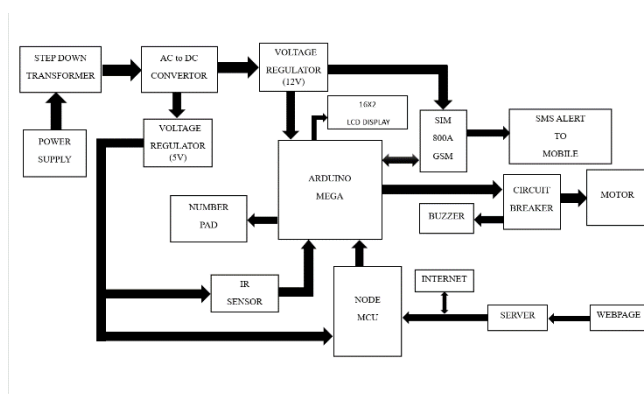 STEP DOWN
TRANSFORMER
AC to DC
CONVERTOR
VOLTAGE
REGULATOR
(12V)
16X2
LCD DISPLAY
SIM
800A
GSM
SMS ALERT
TO
MOBILE
POWER
SUPPLY
VOLTAGE
REGULATOR
(5V)
ARDUINO
MEGA
NUMBER
PAD
CIRCUIT
BREAKER
MOTOR
BUZZER
IR
SENSOR
NODE
MCU
INTERNET
SERVER
WEBPAGE